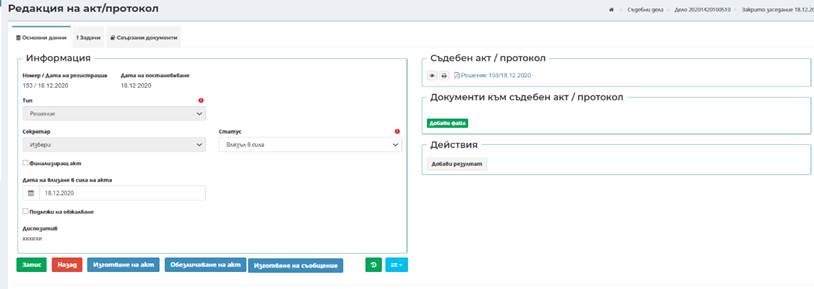 Редакция на акт/протокол
Съдебни дела Дело 20201420100510 Закрито заседание 18.12.20
Основни данни 1 Задачи Свързани документи
Информация
Номер / Дата на регистрация Дата на постановяване
153 / 18.12.2020 18.12.2020
Тип
Решение
Секретар Статус
Избери Влязъл в сила
Финализиращ акт
Дата на влизане в сила на акта
18.12.2020
Подлежи на обжалване
Диспозитив
Запис Назад Изготвяне на акт Обезличаване на акт Изготвяне на съобщение
Съдебен акт / протокол
Решение 153/18.12.2020
Документи към съдебен акт / протокол
Добави файл
Действия
Добави резултат